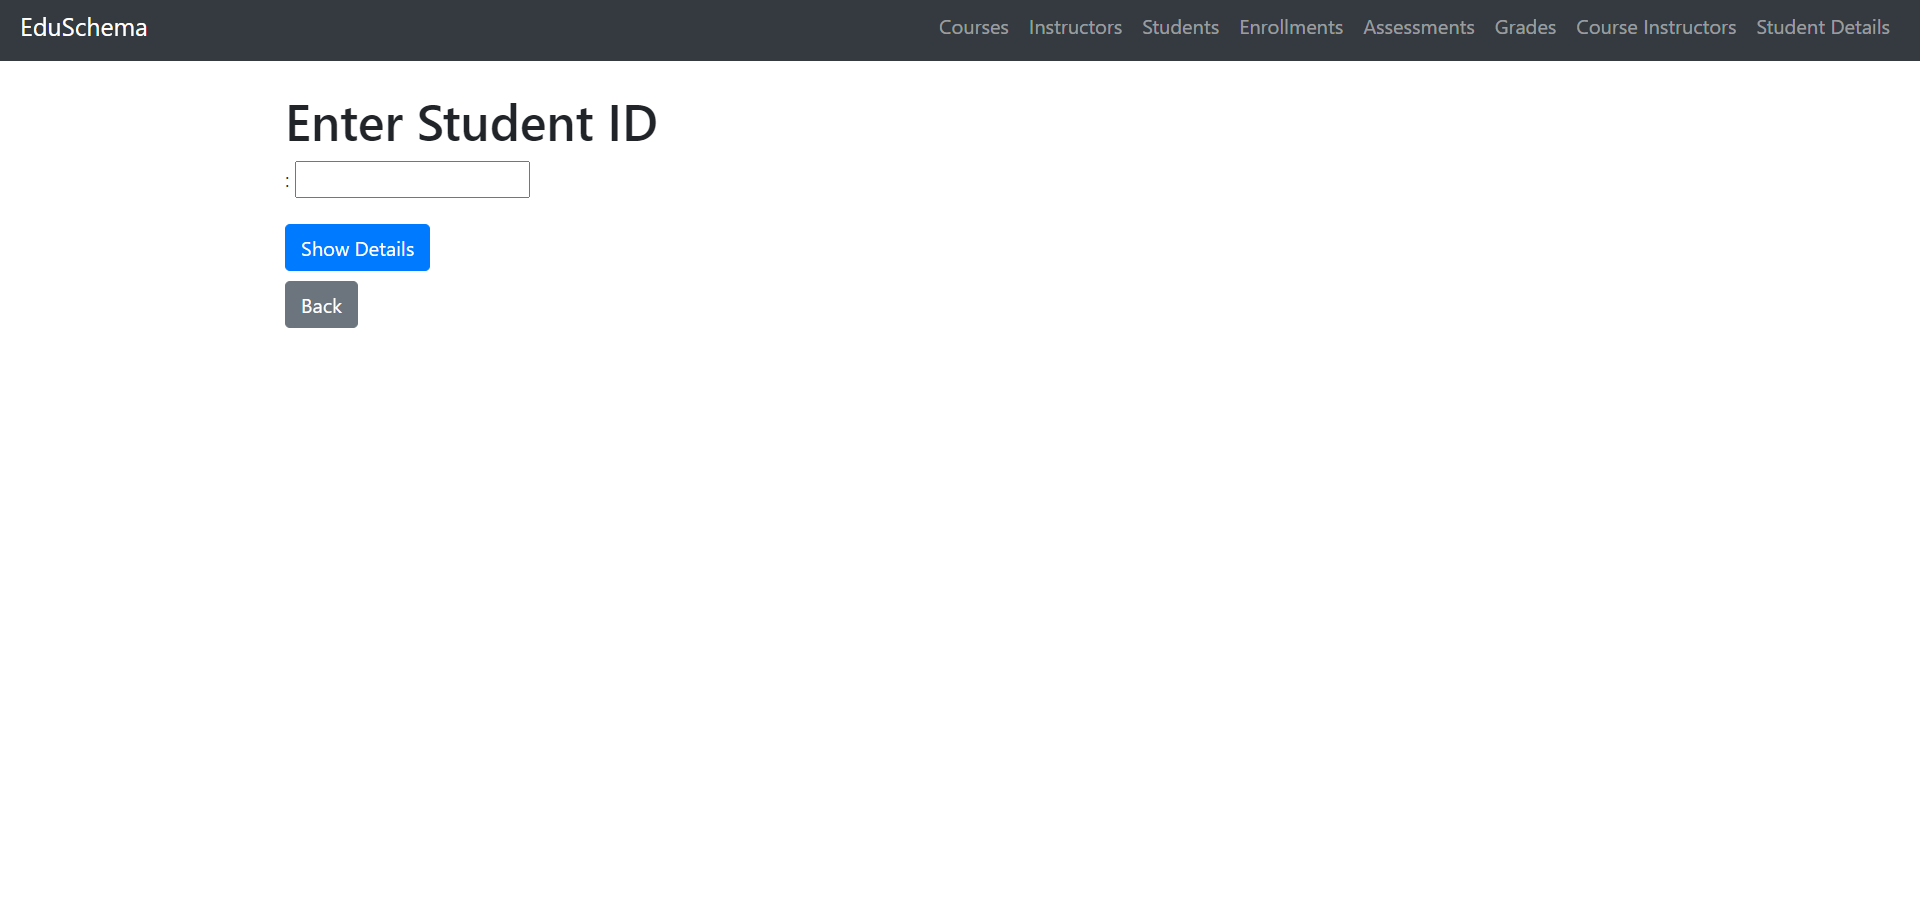 EduSchema Courses Instructors Students Enrollments Assessments Grades Course Instructors Student Details
Enter Student ID
:
Show Details
Back